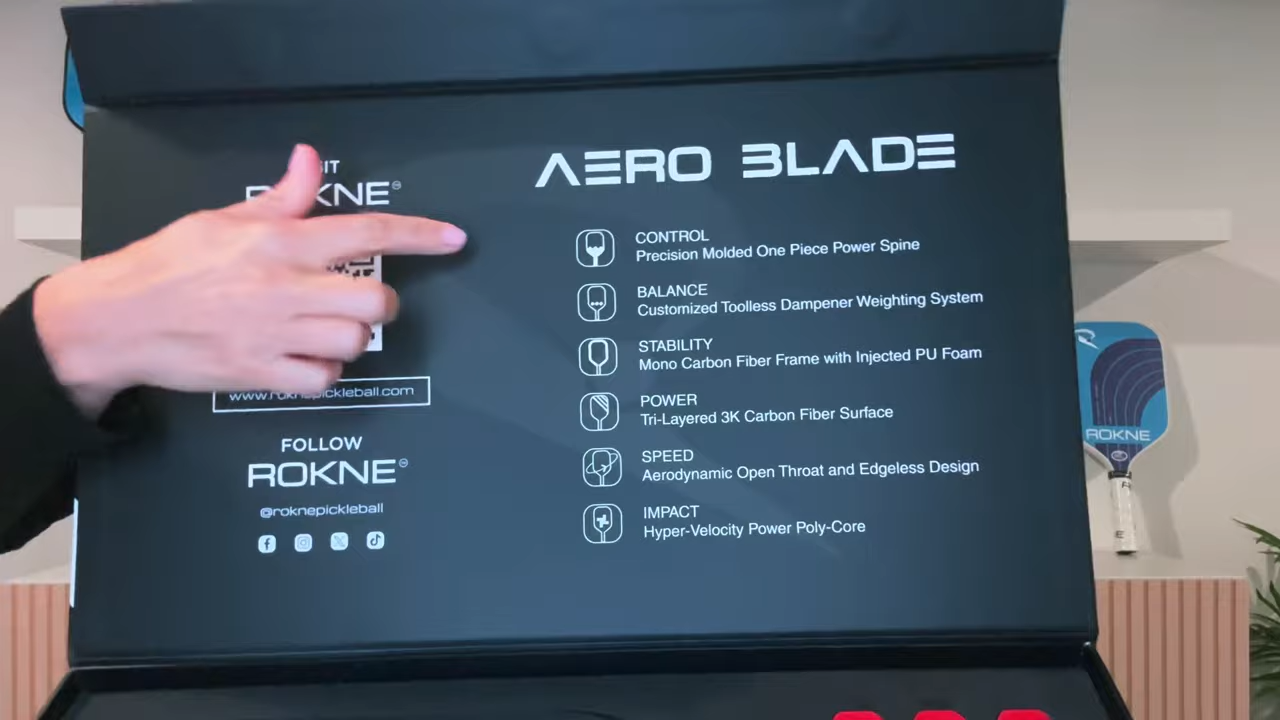 ROKNE
www.roknepickleball.com
FOLLOW
ROKNE
@roknepickleball
AERO BLADE
CONTROL
Precision Molded One Piece Power Spine
BALANCE
Customized Toolless Dampener Weighting System
STABILITY
Mono Carbon Fiber Frame with Injected PU Foam
POWER
Tri-Layered 3K Carbon Fiber Surface
SPEED
Aerodynamic Open Throat and Edgeless Design
IMPACT
Hyper-Velocity Power Poly-Core
ROKNE